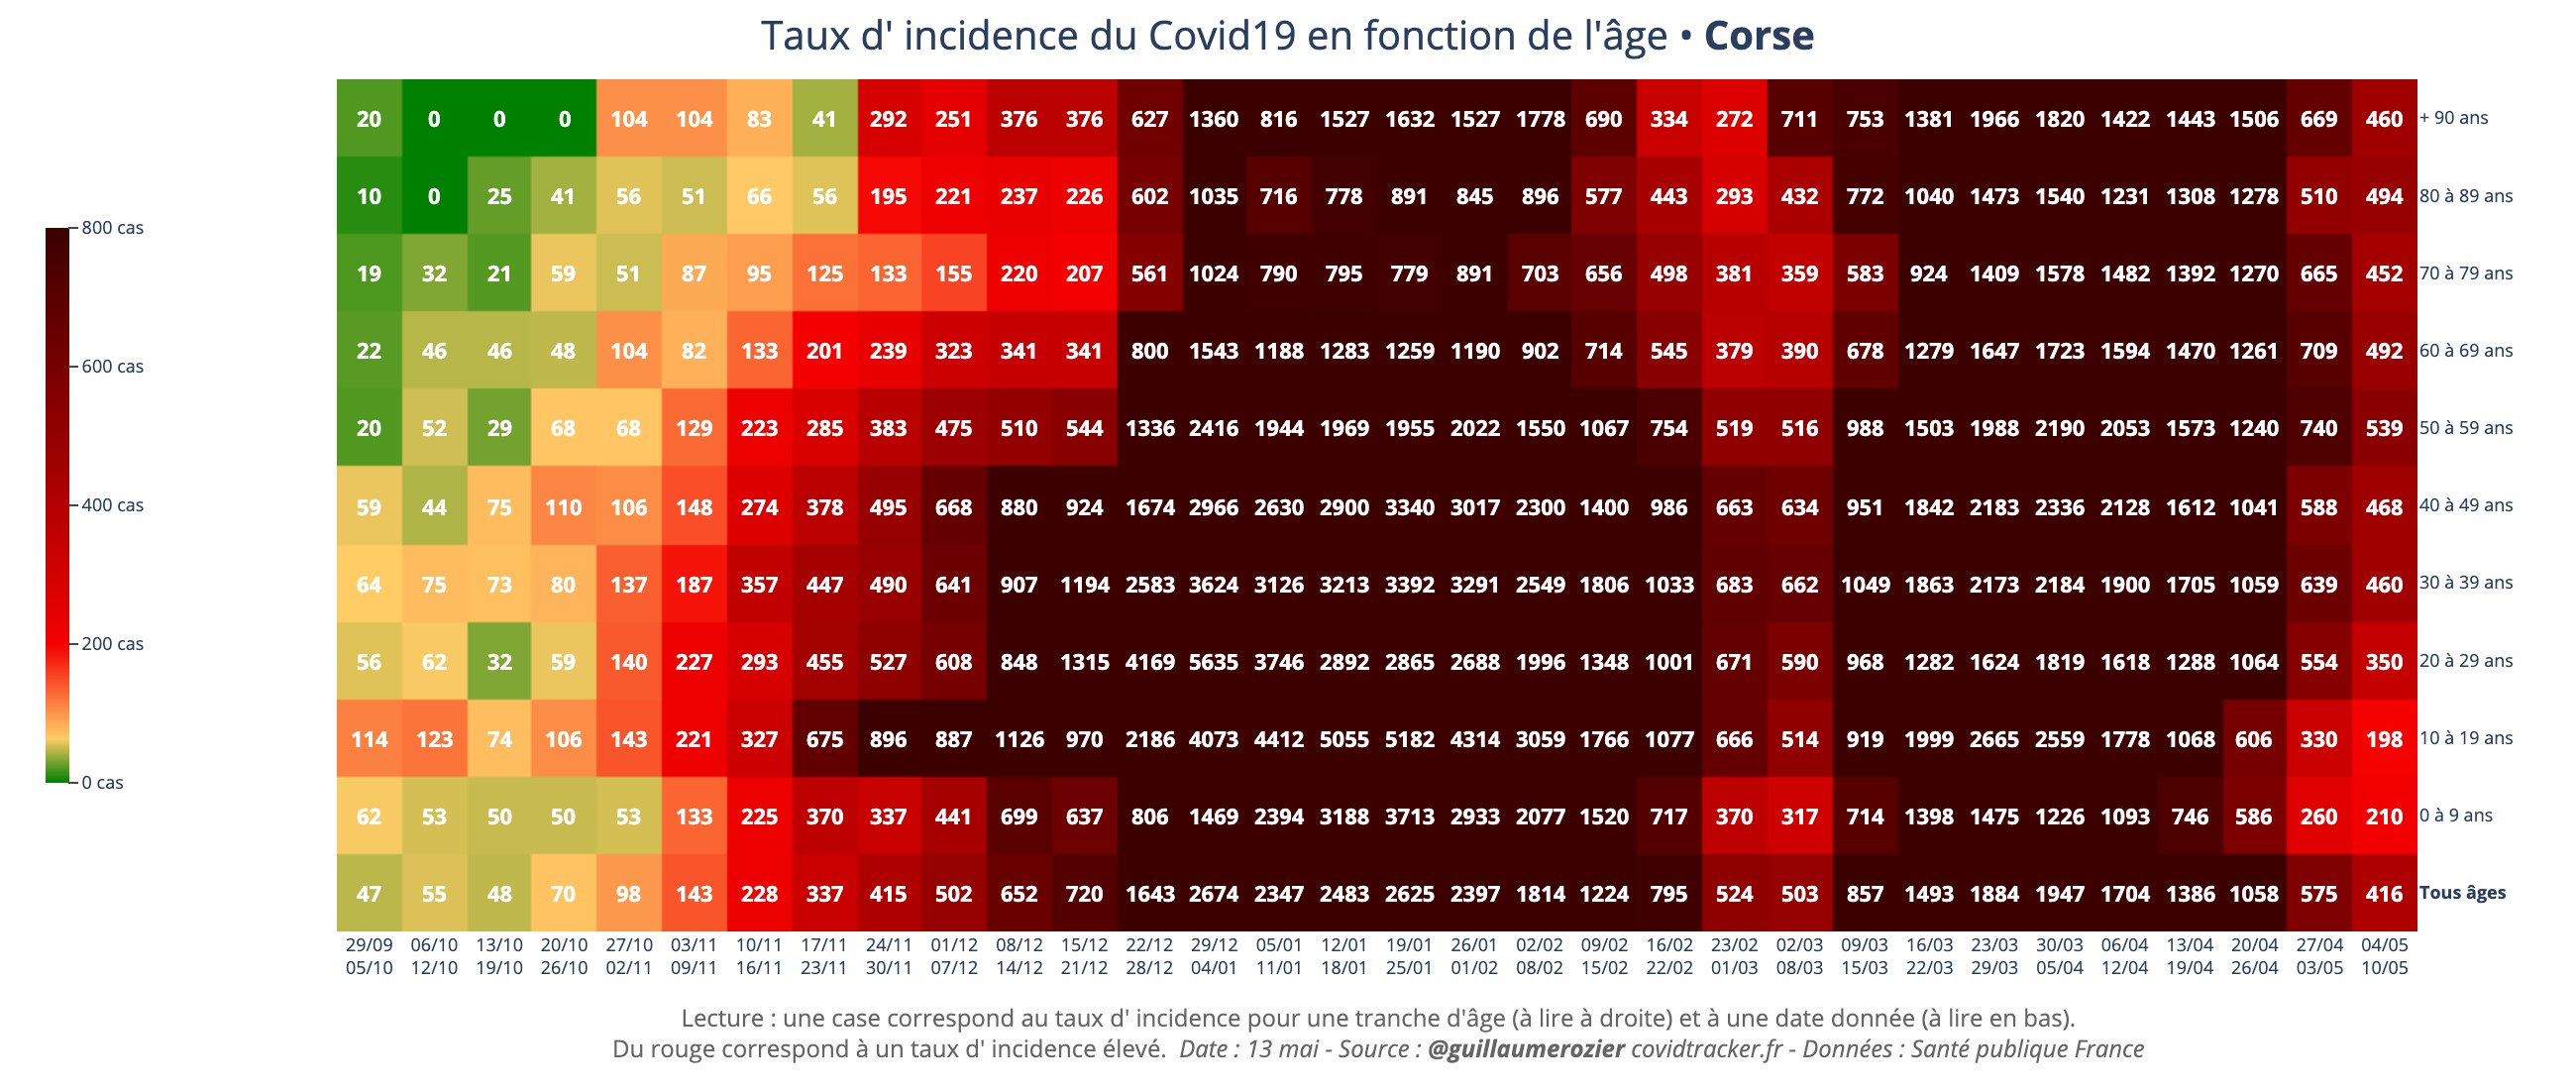 Taux d' incidence du Covid19 en fonction de l'âge • Corse
20 0 0 0 104 104 83 41 292 251 376 376 627 1360 816 1527 1632 1527 1778 690 334 272 711 753 1381 1966 1820 1422 1443 1506 669 460 + 90 ans
10 0 25 41 56 51 66 56 195 221 237 226 602 1035 716 778 891 845 896 577 443 293 432 772 1040 1473 1540 1231 1308 1278 510 494 80 à 89 ans
800 cas
19 32 21 59 51 87 95 125 133 155 220 207 561 1024 790 795 779 891 703 656 498 381 359 583 924 1409 1578 1482 1392 1270 665 452 70 à 79 ans
22 46 46 48 104 82 133 201 239 323 341 341 800 1543 1188 1283 1259 1190 902 714 545 379 390 678 1279 1647 1723 1594 1470 1261 709 492 60 à 69 ans
600 cas
20 52 29 68 68 129 223 285 383 475 510 544 1336 2416 1944 1969 1955 2022 1550 1067 754 519 516 988 1503 1988 2190 2053 1573 1240 740 539 50 à 59 ans
400 cas
59 44 75 110 106 148 274 378 495 668 880 924 1674 2966 2630 2900 3340 3017 2300 1400 986 663 634 951 1842 2183 2336 2128 1612 1041 588 468 40 à 49 ans
64 75 73 80 137 187 357 447 490 641 907 1194 2583 3624 3126 3213 3392 3291 2549 1806 1033 683 662 1049 1863 2173 2184 1900 1705 1059 639 460 30 à 39 ans
200 cas
56 62 32 59 140 227 293 455 527 608 848 1315 4169 5635 3746 2892 2865 2688 1996 1348 1001 671 590 968 1282 1624 1819 1618 1288 1064 554 350 20 à 29 ans
114 123 74 106 143 221 327 675 896 887 1126 970 2186 4073 4412 5055 5182 4314 3059 1766 1077 666 514 919 1999 2665 2559 1778 1068 606 330 198 10 à 19 ans
0 cas
62 53 50 50 53 133 225 370 337 441 699 637 806 1469 2394 3188 3713 2933 2077 1520 717 370 317 714 1398 1475 1226 1093 746 586 260 210 0 à 9 ans
47 55 48 70 98 143 228 337 415 502 652 720 1643 2674 2347 2483 2625 2397 1814 1224 795 524 503 857 1493 1884 1947 1704 1386 1058 575 416 Tous âges
29/09 06/10 13/10 20/10 27/10 03/11 10/11 17/11 24/11 01/12 08/12 15/12 22/12 29/12 05/01 12/01 19/01 26/01 02/02 09/02 16/02 23/02 02/03 09/03 16/03 23/03 30/03 06/04 13/04 20/04 27/04 04/05
05/10 12/10 19/10 26/10 02/11 09/11 16/11 23/11 30/11 07/12 14/12 21/12 28/12 04/01 11/01 18/01 25/01 01/02 08/02 15/02 22/02 01/03 08/03 15/03 22/03 29/03 05/04 12/04 19/04 26/04 03/05 10/05
Lecture : une case correspond au taux d' incidence pour une tranche d'âge (à lire à droite) et à une date donnée (à lire en bas).
Du rouge correspond à un taux d' incidence élevé. Date : 13 mai - Source : @guillaumerozier covidtracker.fr - Données : Santé publique France